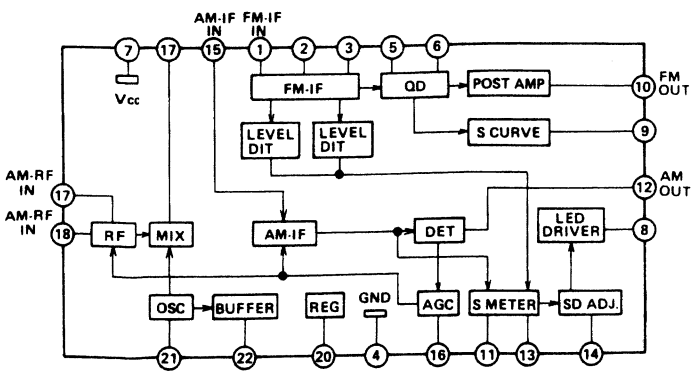 AM-IF FM-IF
IN IN
7 17 15 1 2 3 5 6
Vcc
FM-IF QD POST AMP 10 FM
OUT
LEVEL
DIT
LEVEL
DIT
S CURVE 9
AM-RF
IN
17
AM
OUT
12
AM-RF
IN
18 RF MIX AM-IF DET
LED
DRIVER
8
OSC BUFFER REG GND AGC S METER SD ADJ.
21 22 20 4 16 11 13 14